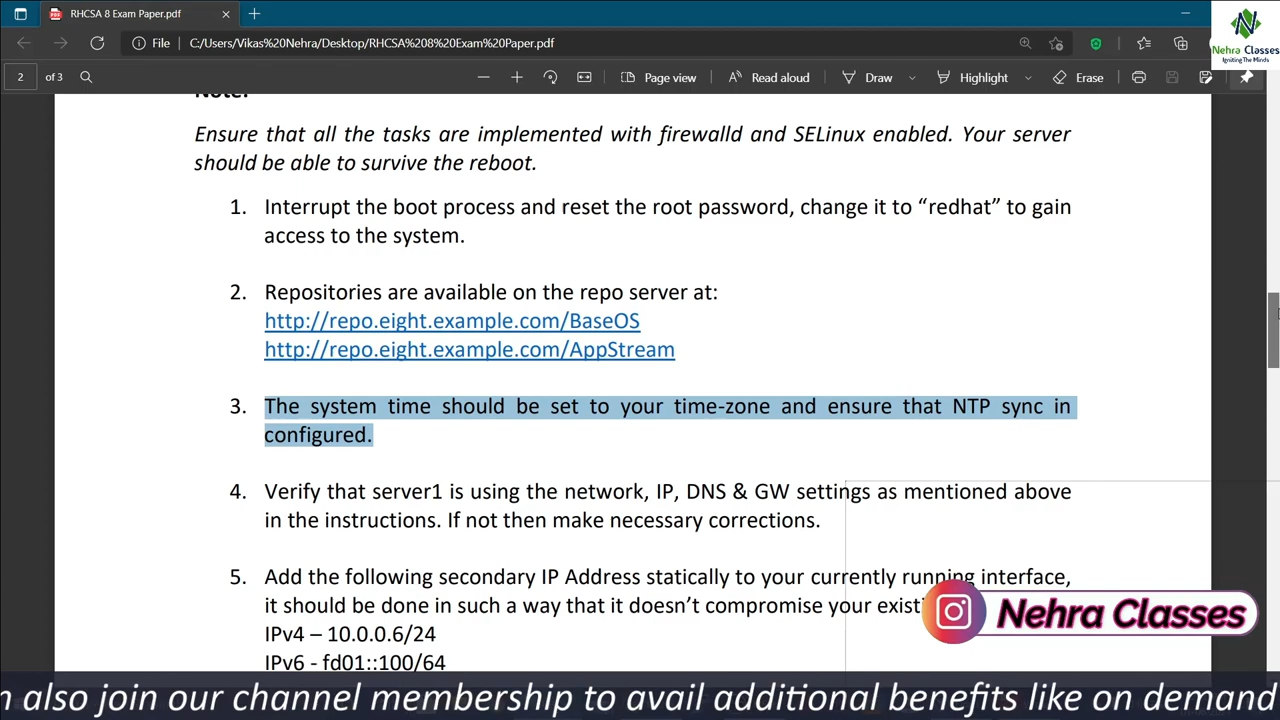 RHCSA 8 Exam Paper.pdf
Nehra Classes
Igniting The Minds
File C:/Users/Vikas%20Nehra/Desktop/RHCSA%208%20Exam%20Paper.pdf
2 of 3 Page view Read aloud Draw Highlight Erase
Note:
Ensure that all the tasks are implemented with firewalld and SELinux enabled. Your server
should be able to survive the reboot.
1. Interrupt the boot process and reset the root password, change it to “redhat” to gain
access to the system.
2. Repositories are available on the repo server at:
http://repo.eight.example.com/BaseOS
http://repo.eight.example.com/AppStream
3. The system time should be set to your time-zone and ensure that NTP sync in
configured.
4. Verify that server1 is using the network, IP, DNS & GW settings as mentioned above
in the instructions. If not then make necessary corrections.
5. Add the following secondary IP Address statically to your currently running interface,
it should be done in such a way that it doesn’t compromise your
IPv4 – 10.0.0.6/24
IPv6 - fd01::100/64
Nehra Classes
also join our channel membership to avail additional benefits like on demand